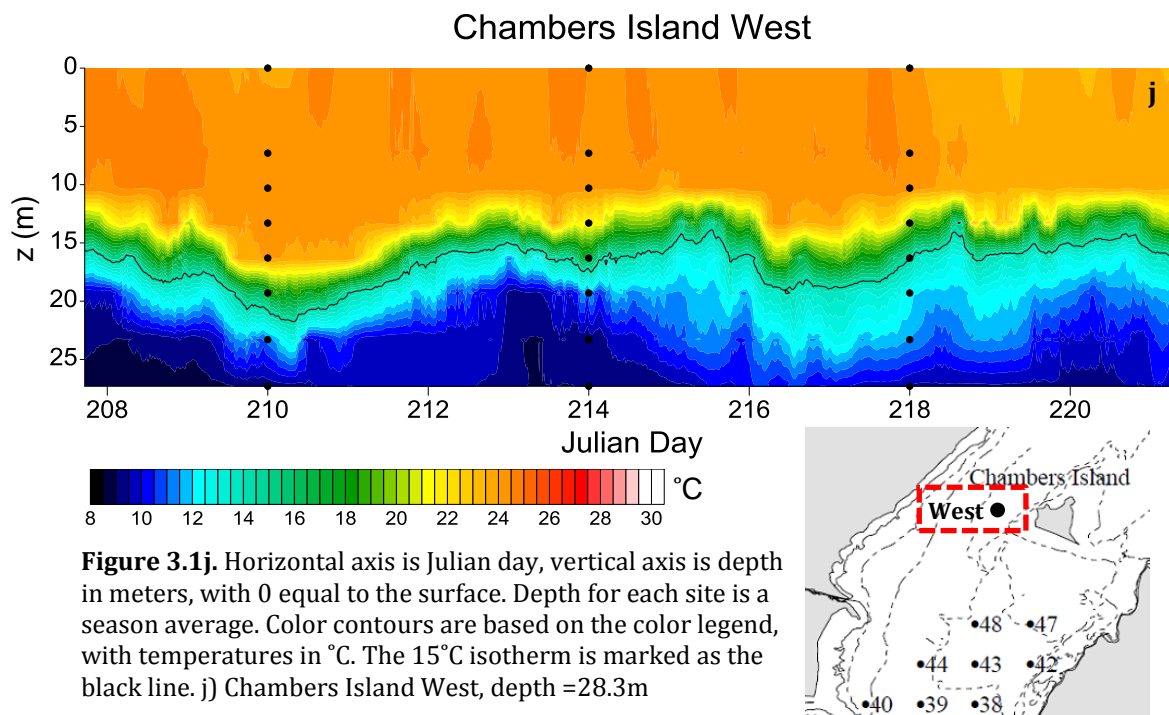 Chambers Island West
0
5
10
15
20
25
z (m)
j
208 210 212 214 216 218 220
Julian Day
8 10 12 14 16 18 20 22 24 26 28 30
°C
Figure 3.1j. Horizontal axis is Julian day, vertical axis is depth
in meters, with 0 equal to the surface. Depth for each site is a
season average. Color contours are based on the color legend,
with temperatures in ˚C. The 15˚C isotherm is marked as the
black line. j) Chambers Island West, depth =28.3m
Chambers Island
West
48 47
44 43 42
40 39 38